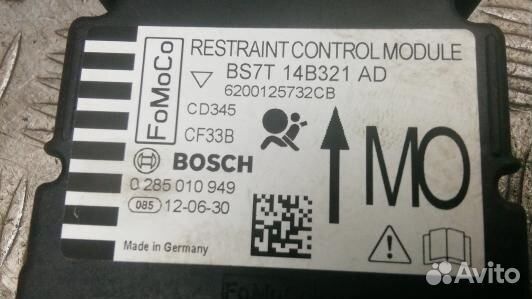 FoMoCo
RESTRAINT CONTROL MODULE
BS7T 14B321 AD
6200125732CB
CD345
CF33B
BOSCH
0 285 010 949
085 12-06-30
Made in Germany
MO
FoMoCo
Avito